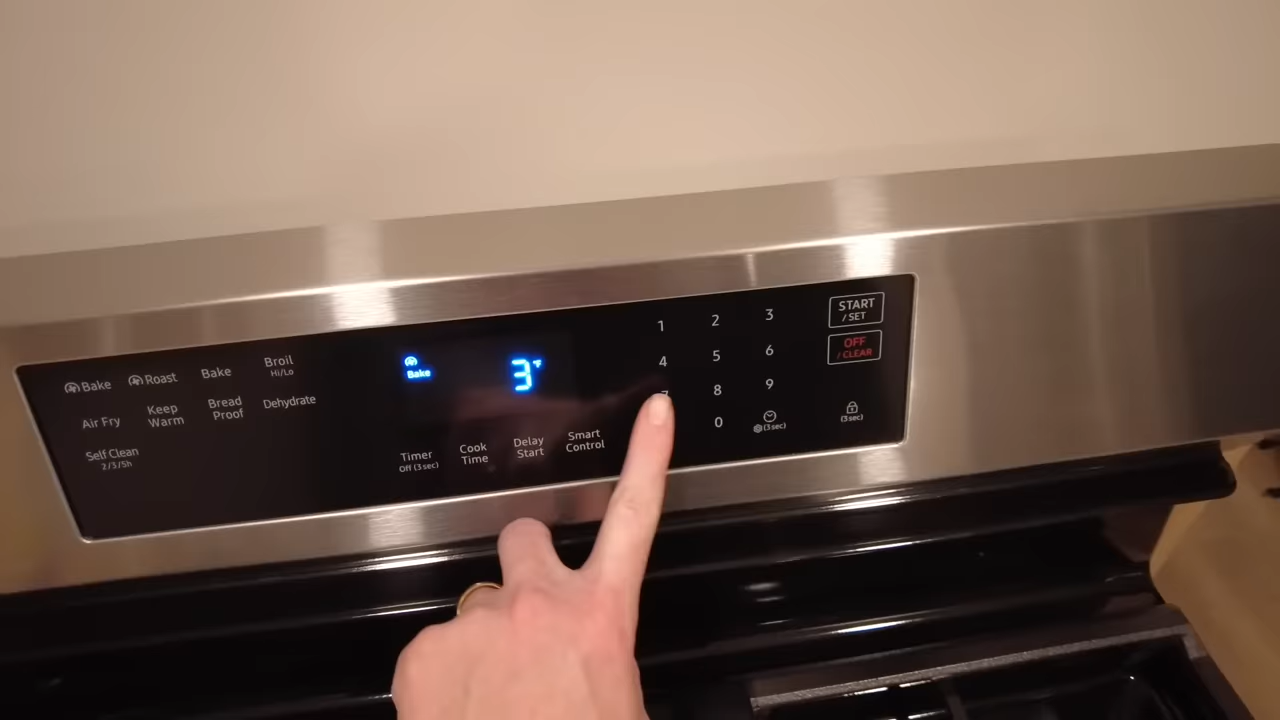 Bake
Roast
Bake
Broil
Hi/Lo
Air Fry
Keep
Warm
Bread
Proof
Dehydrate
Self Clean
2/3/5h
Bake
3°F
Timer
Off (3 sec)
Cook
Time
Delay
Start
Smart
Control
1 2 3
4 5 6
7 8 9
0
(3 sec)
START
/ SET
OFF
/ CLEAR
(3 sec)